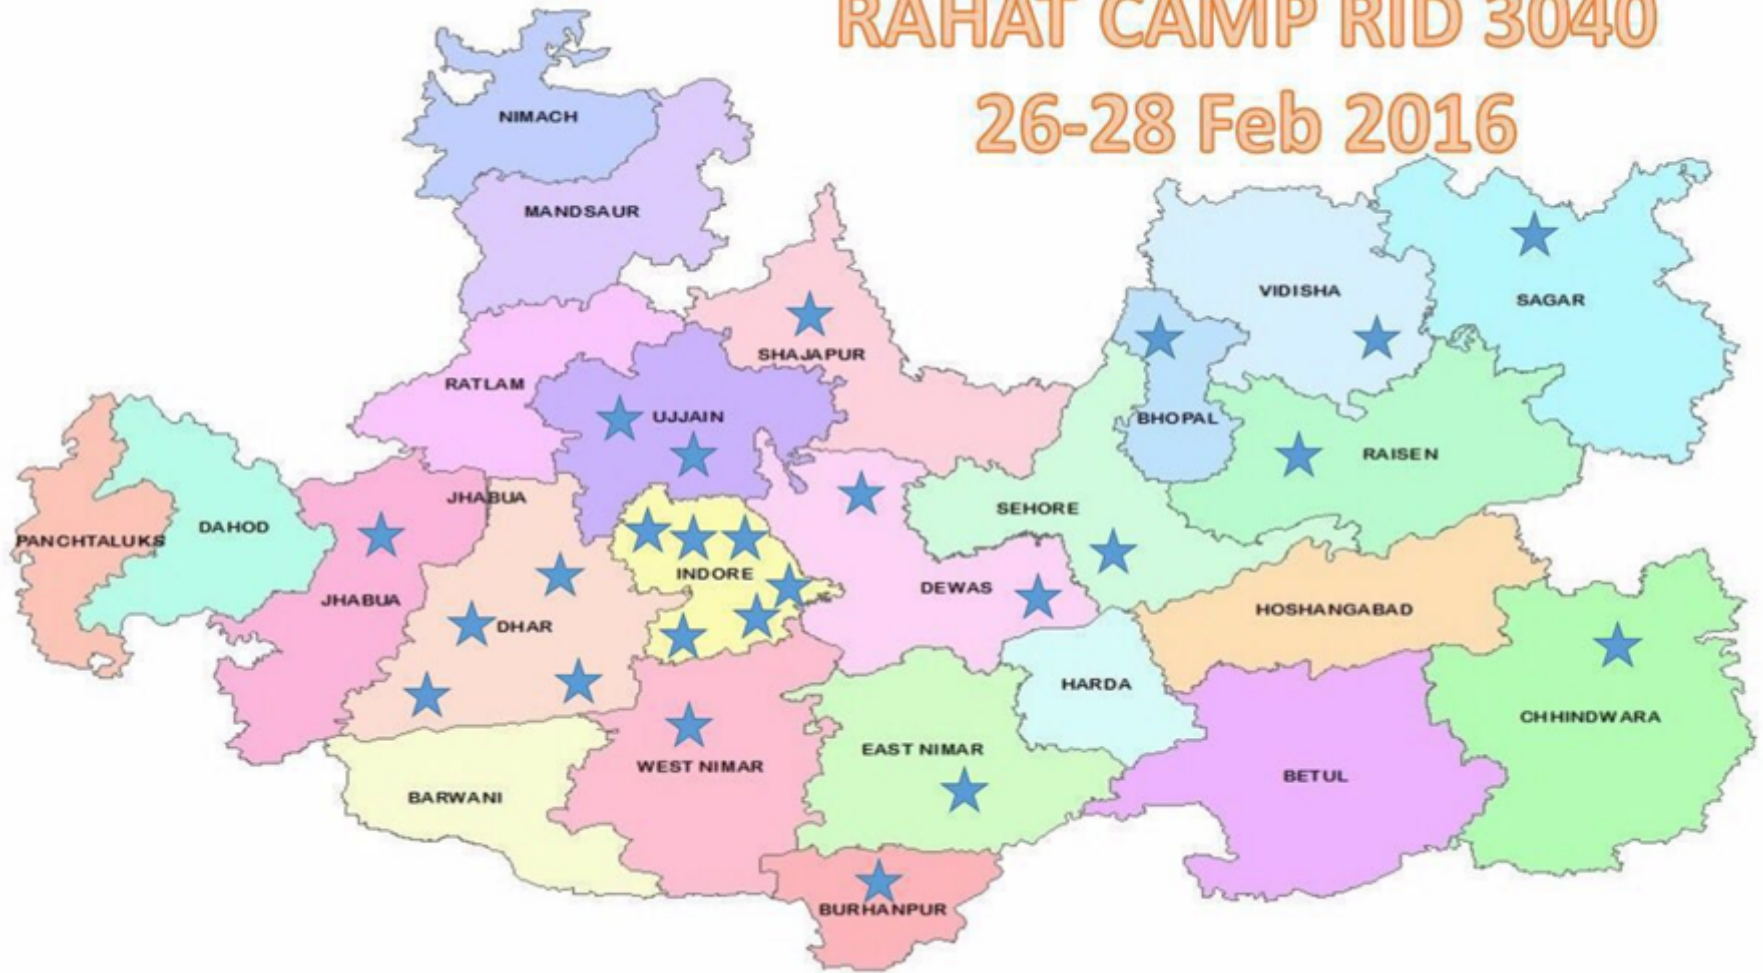 RAHAT CAMP RID 3040
26-28 Feb 2016
NIMACH
MANDSAUR
VIDISHA
SAGAR
SHAJAPUR
RATLAM
UJJAIN
BHOPAL
RAISEN
JHABUA
SEHORE
DAHOD
PANCHTALUKS
INDORE
DEWAS
JHABUA
HOSHANGABAD
DHAR
HARDA
CHHINDWARA
EAST NIMAR
WEST NIMAR
BETUL
BARWANI
BURHANPUR